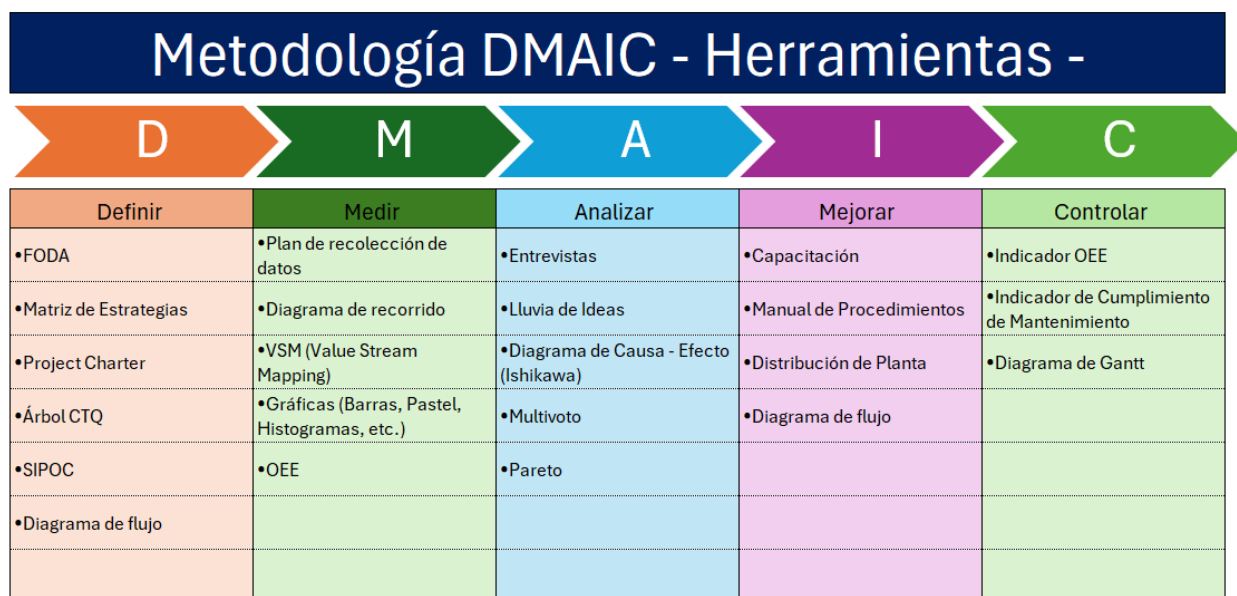 Metodología DMAIC - Herramientas -
D
M
A
I
C
Definir
Medir
Analizar
Mejorar
Controlar
•FODA
•Plan de recolección de
datos
•Entrevistas
•Capacitación
•Indicador OEE
•Matriz de Estrategias
•Diagrama de recorrido
•Lluvia de Ideas
•Manual de Procedimientos
•Indicador de Cumplimiento
de Mantenimiento
•Project Charter
•VSM (Value Stream
Mapping)
•Diagrama de Causa - Efecto
(Ishikawa)
•Distribución de Planta
•Diagrama de Gantt
•Árbol CTQ
•Gráficas (Barras, Pastel,
Histogramas, etc.)
•Multivoto
•Diagrama de flujo
•SIPOC
•OEE
•Pareto
•Diagrama de flujo